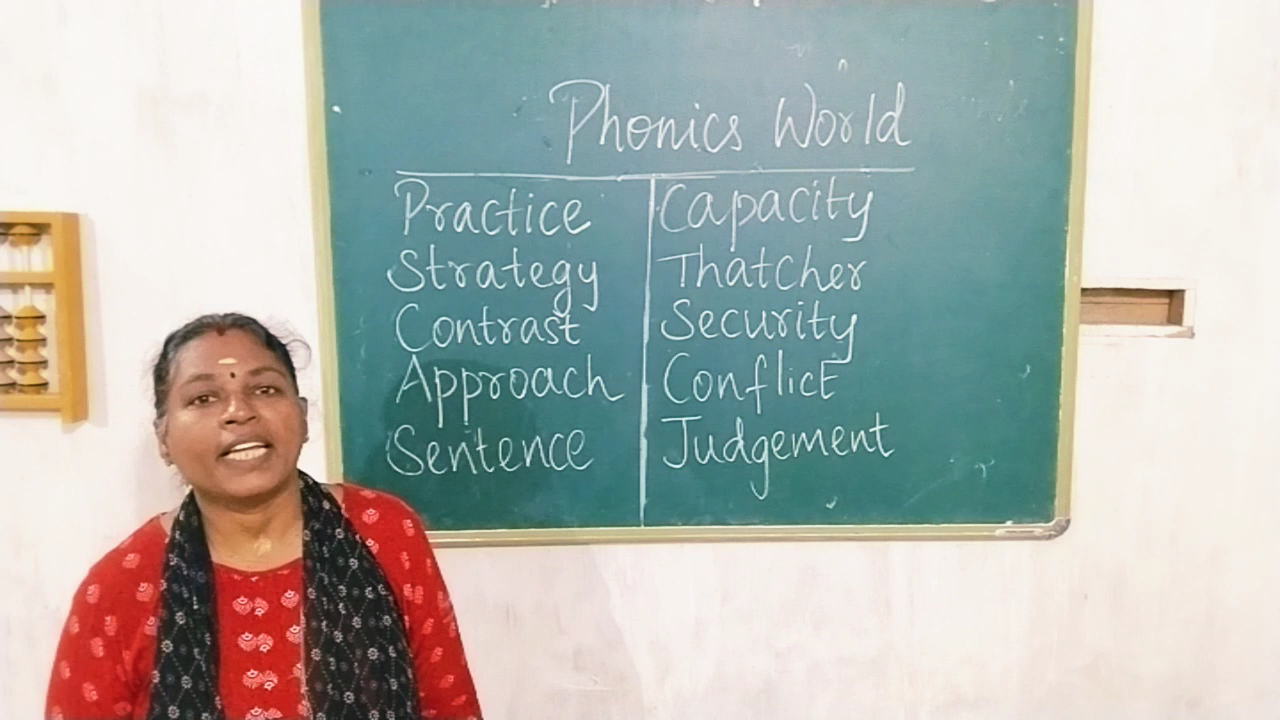 Phonics World
Practice
Strategy
Contrast
Approach
Sentence
Capacity
Thatcher
Security
Conflict
Judgement